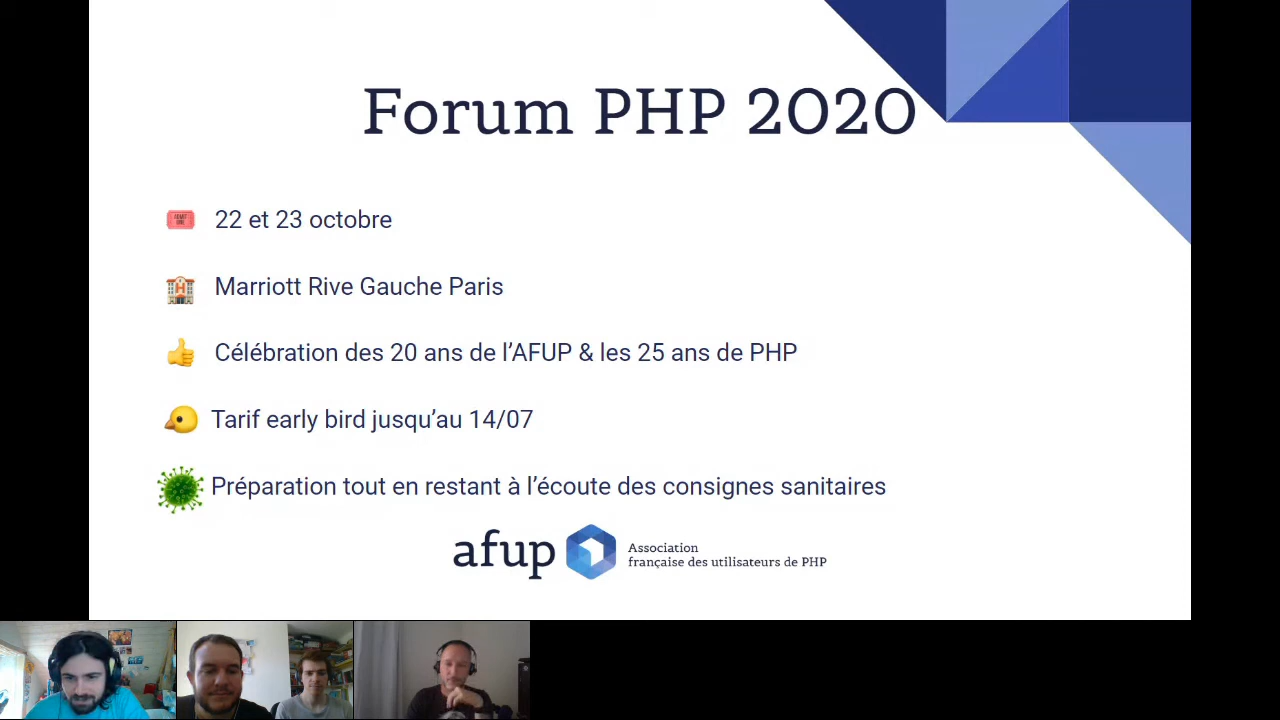 Forum PHP 2020
22 et 23 octobre
Marriott Rive Gauche Paris
Célébration des 20 ans de l’AFUP & les 25 ans de PHP
Tarif early bird jusqu’au 14/07
Préparation tout en restant à l’écoute des consignes sanitaires
afup
Association
française des utilisateurs de PHP